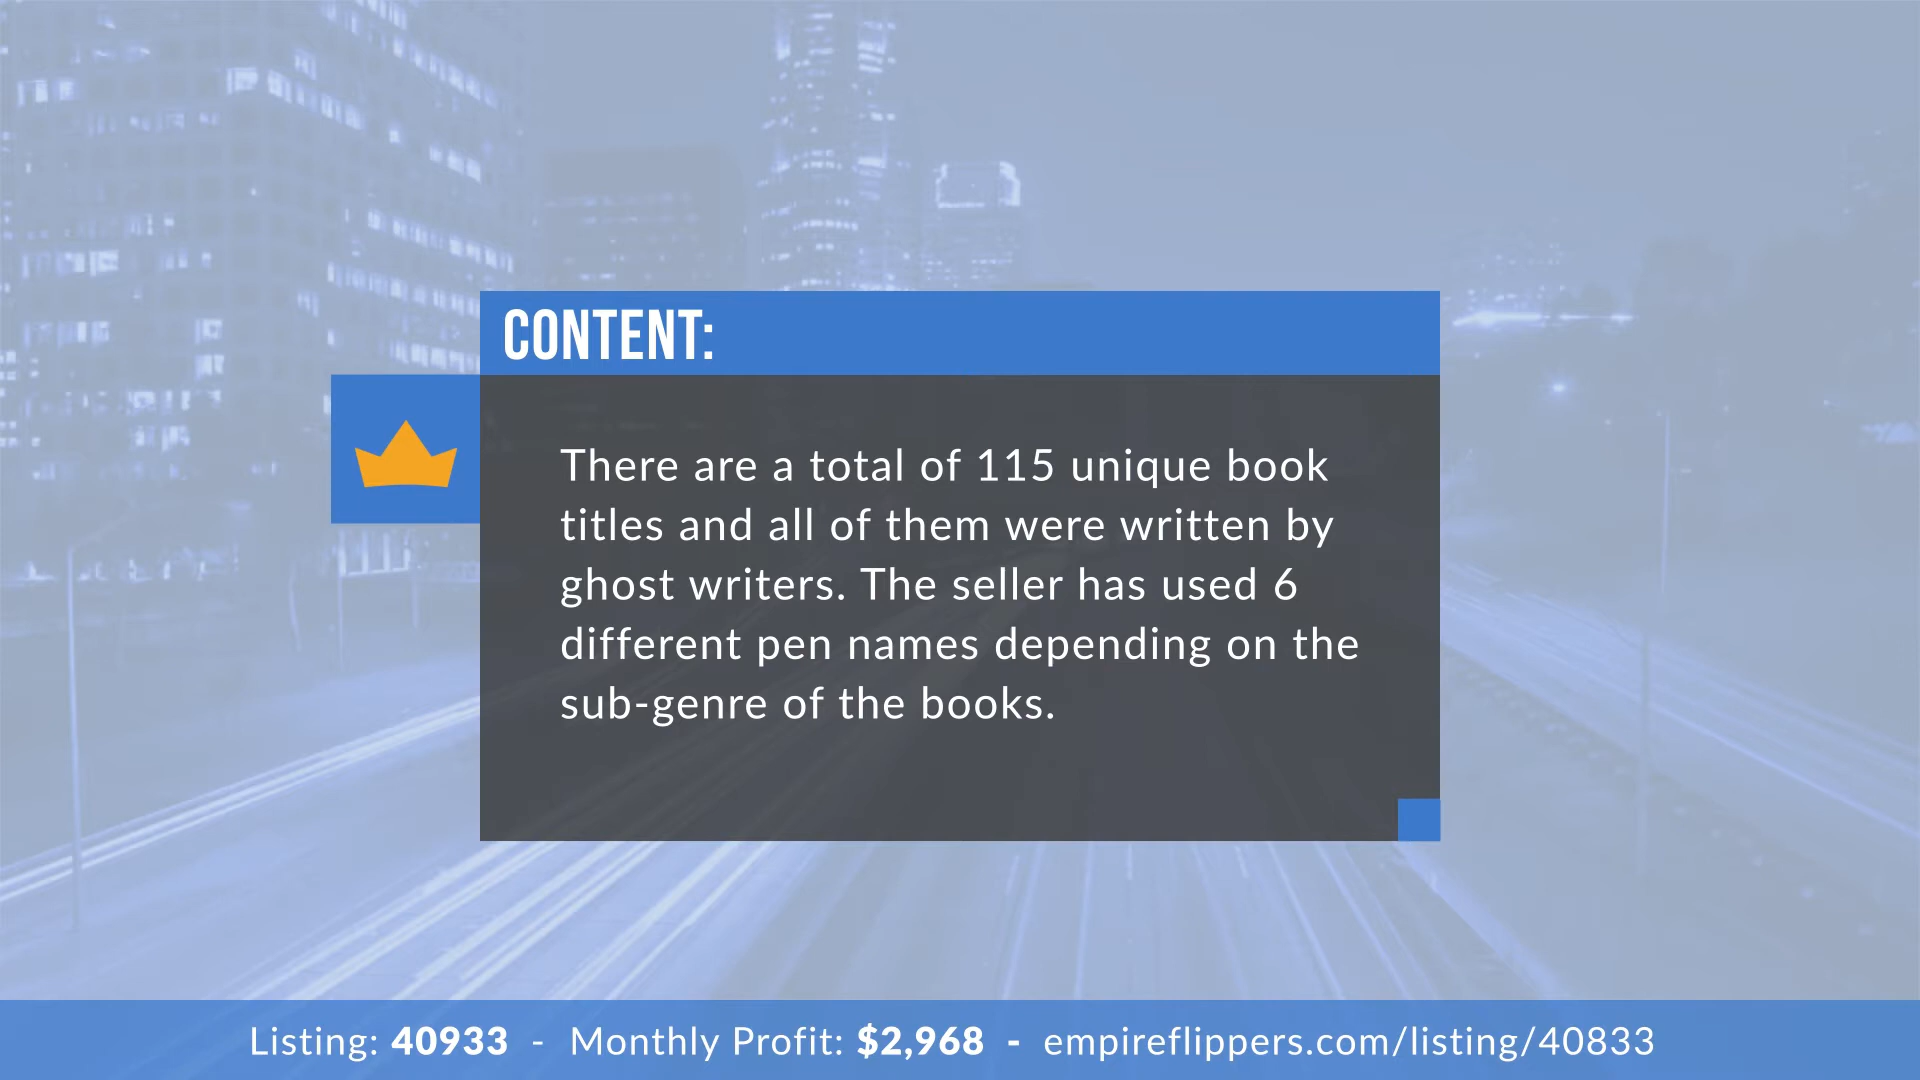 CONTENT:
There are a total of 115 unique book
titles and all of them were written by
ghost writers. The seller has used 6
different pen names depending on the
sub-genre of the books.
Listing: 40933 - Monthly Profit: $2,968 - empireflippers.com/listing/40833